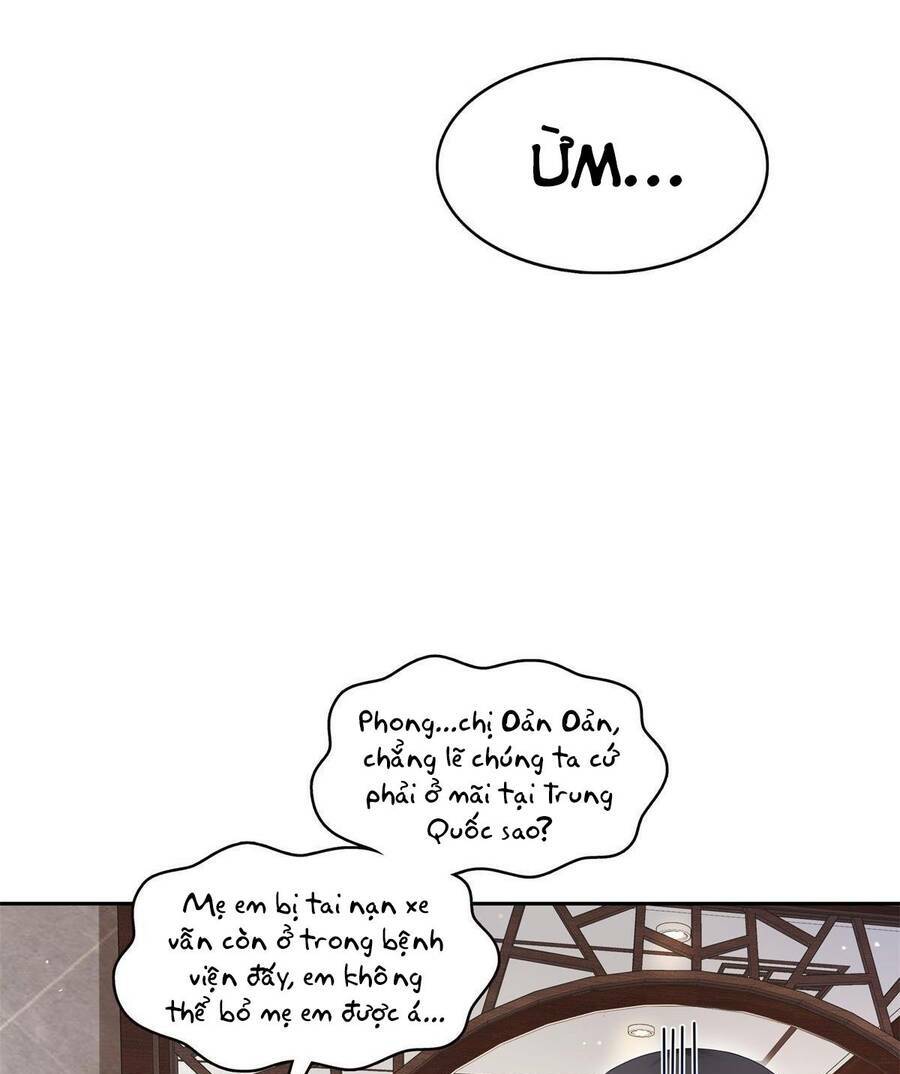 ỪM...
Phong...chị Oản Oản,
chẳng lẽ chúng ta cứ
phải ở mãi tại Trung
Quốc sao?
Mẹ em bị tai nạn xe
vẫn còn ở trong bệnh
viện đấy, em không
thể bỏ mẹ em được á...